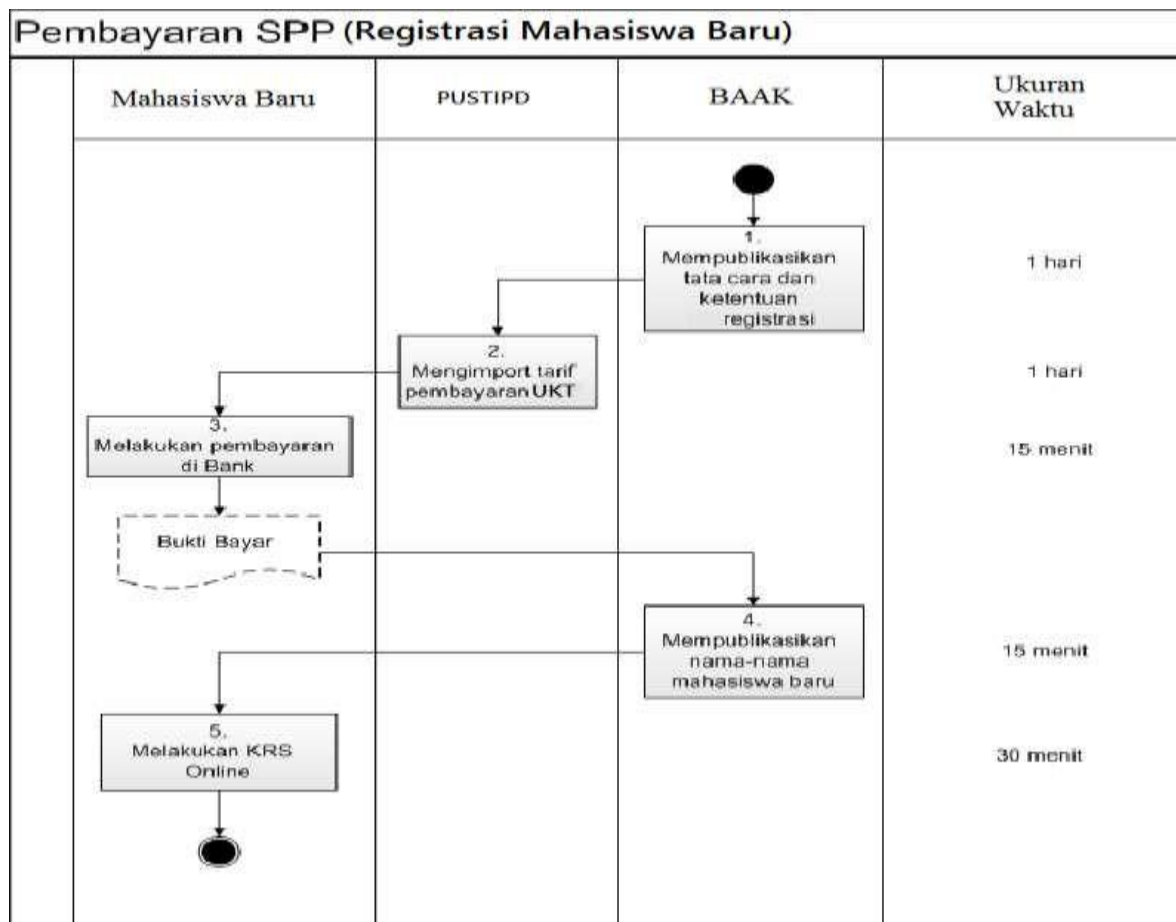 Pembayaran SPP (Registrasi Mahasiswa Baru)
Mahasiswa Baru
PUSTIPD
BAAK
Ukuran
Waktu
1.
Mempublikasikan
tata cara dan
ketentuan
registrasi
1 hari
2.
Mengimport tarif
pembayaran UKT
1 hari
3.
Melakukan pembayaran
di Bank
15 menit
Bukti Bayar
4.
Mempublikasikan
nama-nama
mahasiswa baru
15 menit
5.
Melakukan KRS
Online
30 menit